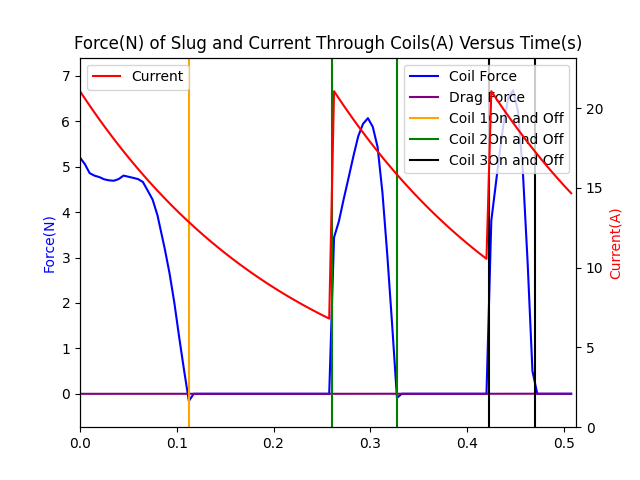 Force(N) of Slug and Current Through Coils(A) Versus Time(s)
Current
Coil Force
Drag Force
Coil 1On and Off
Coil 2On and Off
Coil 3On and Off
Force(N)
Current(A)
7
6
5
4
3
2
1
0
20
15
10
5
0
0.0 0.1 0.2 0.3 0.4 0.5